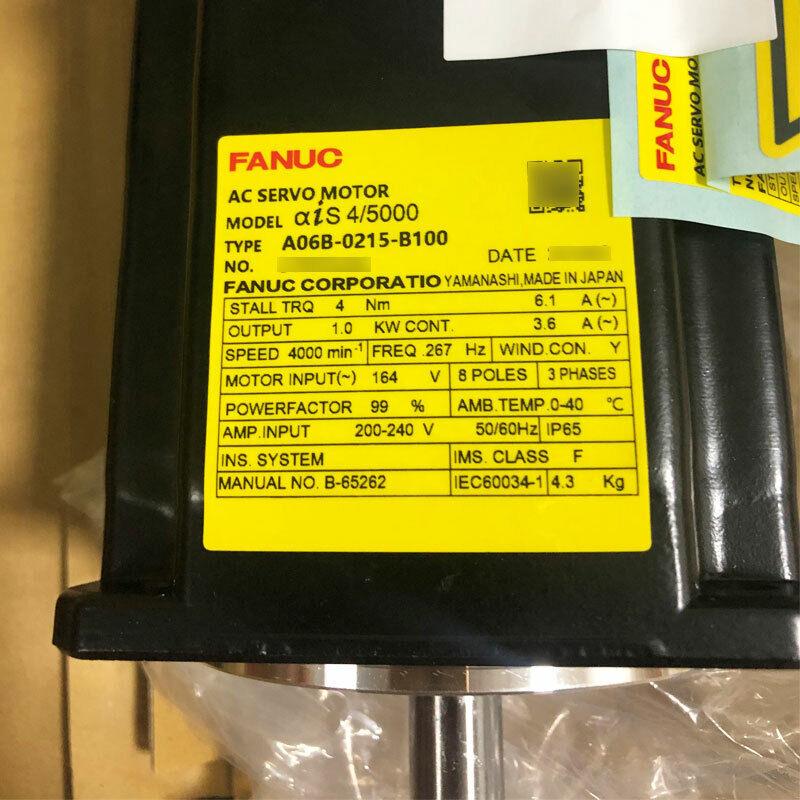 FANUC
AC SERVO MOTOR
MODEL αiS 4/5000
TYPE A06B-0215-B100
NO. DATE
FANUC CORPORATIO YAMANASHI,MADE IN JAPAN
STALL TRQ 4 Nm 6.1 A (~)
OUTPUT 1.0 KW CONT. 3.6 A (~)
SPEED 4000 min-1 FREQ .267 Hz WIND.CON. Y
MOTOR INPUT(~) 164 V 8 POLES 3 PHASES
POWERFACTOR 99 % AMB.TEMP.0-40 ℃
AMP.INPUT 200-240 V 50/60Hz IP65
INS. SYSTEM IMS. CLASS F
MANUAL NO. B-65262 IEC60034-1 4.3 Kg
FANUC
AC SERVO MO